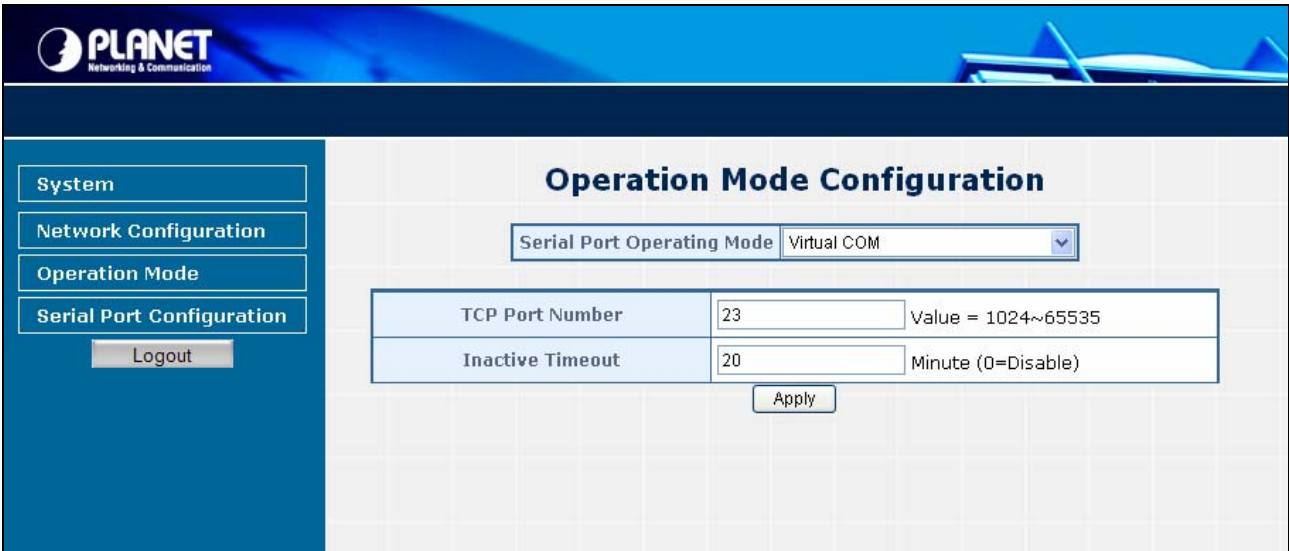 PLANET
Networking & Communication
System
Network Configuration
Operation Mode
Serial Port Configuration
Logout
Operation Mode Configuration
Serial Port Operating Mode Virtual COM
TCP Port Number 23 Value = 1024~65535
Inactive Timeout 20 Minute (0=Disable)
Apply